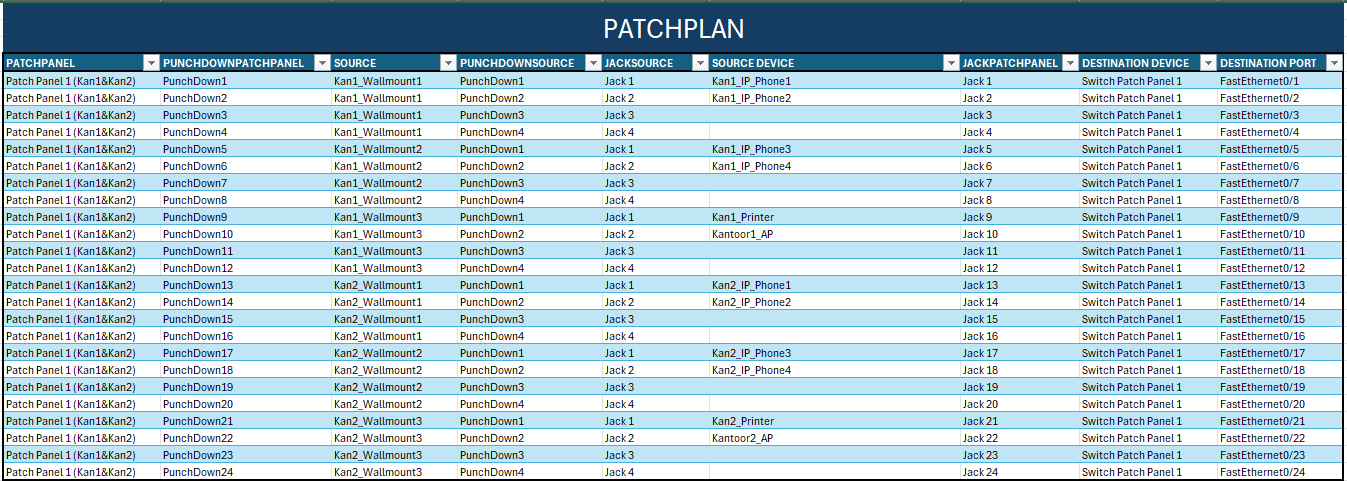 PATCHPLAN
PATCHPANEL PUNCHDOWNPATCHPANEL SOURCE PUNCHDOWNSOURCE JACKSOURCE SOURCE DEVICE JACKPATCHPANEL DESTINATION DEVICE DESTINATION PORT
Patch Panel 1 (Kan1&Kan2) PunchDown1 Kan1_Wallmount1 PunchDown1 Jack 1 Kan1_IP_Phone1 Jack 1 Switch Patch Panel 1 FastEthernet0/1
Patch Panel 1 (Kan1&Kan2) PunchDown2 Kan1_Wallmount1 PunchDown2 Jack 2 Kan1_IP_Phone2 Jack 2 Switch Patch Panel 1 FastEthernet0/2
Patch Panel 1 (Kan1&Kan2) PunchDown3 Kan1_Wallmount1 PunchDown3 Jack 3 Jack 3 Switch Patch Panel 1 FastEthernet0/3
Patch Panel 1 (Kan1&Kan2) PunchDown4 Kan1_Wallmount1 PunchDown4 Jack 4 Jack 4 Switch Patch Panel 1 FastEthernet0/4
Patch Panel 1 (Kan1&Kan2) PunchDown5 Kan1_Wallmount2 PunchDown1 Jack 1 Kan1_IP_Phone3 Jack 5 Switch Patch Panel 1 FastEthernet0/5
Patch Panel 1 (Kan1&Kan2) PunchDown6 Kan1_Wallmount2 PunchDown2 Jack 2 Kan1_IP_Phone4 Jack 6 Switch Patch Panel 1 FastEthernet0/6
Patch Panel 1 (Kan1&Kan2) PunchDown7 Kan1_Wallmount2 PunchDown3 Jack 3 Jack 7 Switch Patch Panel 1 FastEthernet0/7
Patch Panel 1 (Kan1&Kan2) PunchDown8 Kan1_Wallmount2 PunchDown4 Jack 4 Jack 8 Switch Patch Panel 1 FastEthernet0/8
Patch Panel 1 (Kan1&Kan2) PunchDown9 Kan1_Wallmount3 PunchDown1 Jack 1 Kan1_Printer Jack 9 Switch Patch Panel 1 FastEthernet0/9
Patch Panel 1 (Kan1&Kan2) PunchDown10 Kan1_Wallmount3 PunchDown2 Jack 2 Kantoor1_AP Jack 10 Switch Patch Panel 1 FastEthernet0/10
Patch Panel 1 (Kan1&Kan2) PunchDown11 Kan1_Wallmount3 PunchDown3 Jack 3 Jack 11 Switch Patch Panel 1 FastEthernet0/11
Patch Panel 1 (Kan1&Kan2) PunchDown12 Kan1_Wallmount3 PunchDown4 Jack 4 Jack 12 Switch Patch Panel 1 FastEthernet0/12
Patch Panel 1 (Kan1&Kan2) PunchDown13 Kan2_Wallmount1 PunchDown1 Jack 1 Kan2_IP_Phone1 Jack 13 Switch Patch Panel 1 FastEthernet0/13
Patch Panel 1 (Kan1&Kan2) PunchDown14 Kan2_Wallmount1 PunchDown2 Jack 2 Kan2_IP_Phone2 Jack 14 Switch Patch Panel 1 FastEthernet0/14
Patch Panel 1 (Kan1&Kan2) PunchDown15 Kan2_Wallmount1 PunchDown3 Jack 3 Jack 15 Switch Patch Panel 1 FastEthernet0/15
Patch Panel 1 (Kan1&Kan2) PunchDown16 Kan2_Wallmount1 PunchDown4 Jack 4 Jack 16 Switch Patch Panel 1 FastEthernet0/16
Patch Panel 1 (Kan1&Kan2) PunchDown17 Kan2_Wallmount2 PunchDown1 Jack 1 Kan2_IP_Phone3 Jack 17 Switch Patch Panel 1 FastEthernet0/17
Patch Panel 1 (Kan1&Kan2) PunchDown18 Kan2_Wallmount2 PunchDown2 Jack 2 Kan2_IP_Phone4 Jack 18 Switch Patch Panel 1 FastEthernet0/18
Patch Panel 1 (Kan1&Kan2) PunchDown19 Kan2_Wallmount2 PunchDown3 Jack 3 Jack 19 Switch Patch Panel 1 FastEthernet0/19
Patch Panel 1 (Kan1&Kan2) PunchDown20 Kan2_Wallmount2 PunchDown4 Jack 4 Jack 20 Switch Patch Panel 1 FastEthernet0/20
Patch Panel 1 (Kan1&Kan2) PunchDown21 Kan2_Wallmount3 PunchDown1 Jack 1 Kan2_Printer Jack 21 Switch Patch Panel 1 FastEthernet0/21
Patch Panel 1 (Kan1&Kan2) PunchDown22 Kan2_Wallmount3 PunchDown2 Jack 2 Kantoor2_AP Jack 22 Switch Patch Panel 1 FastEthernet0/22
Patch Panel 1 (Kan1&Kan2) PunchDown23 Kan2_Wallmount3 PunchDown3 Jack 3 Jack 23 Switch Patch Panel 1 FastEthernet0/23
Patch Panel 1 (Kan1&Kan2) PunchDown24 Kan2_Wallmount3 PunchDown4 Jack 4 Jack 24 Switch Patch Panel 1 FastEthernet0/24